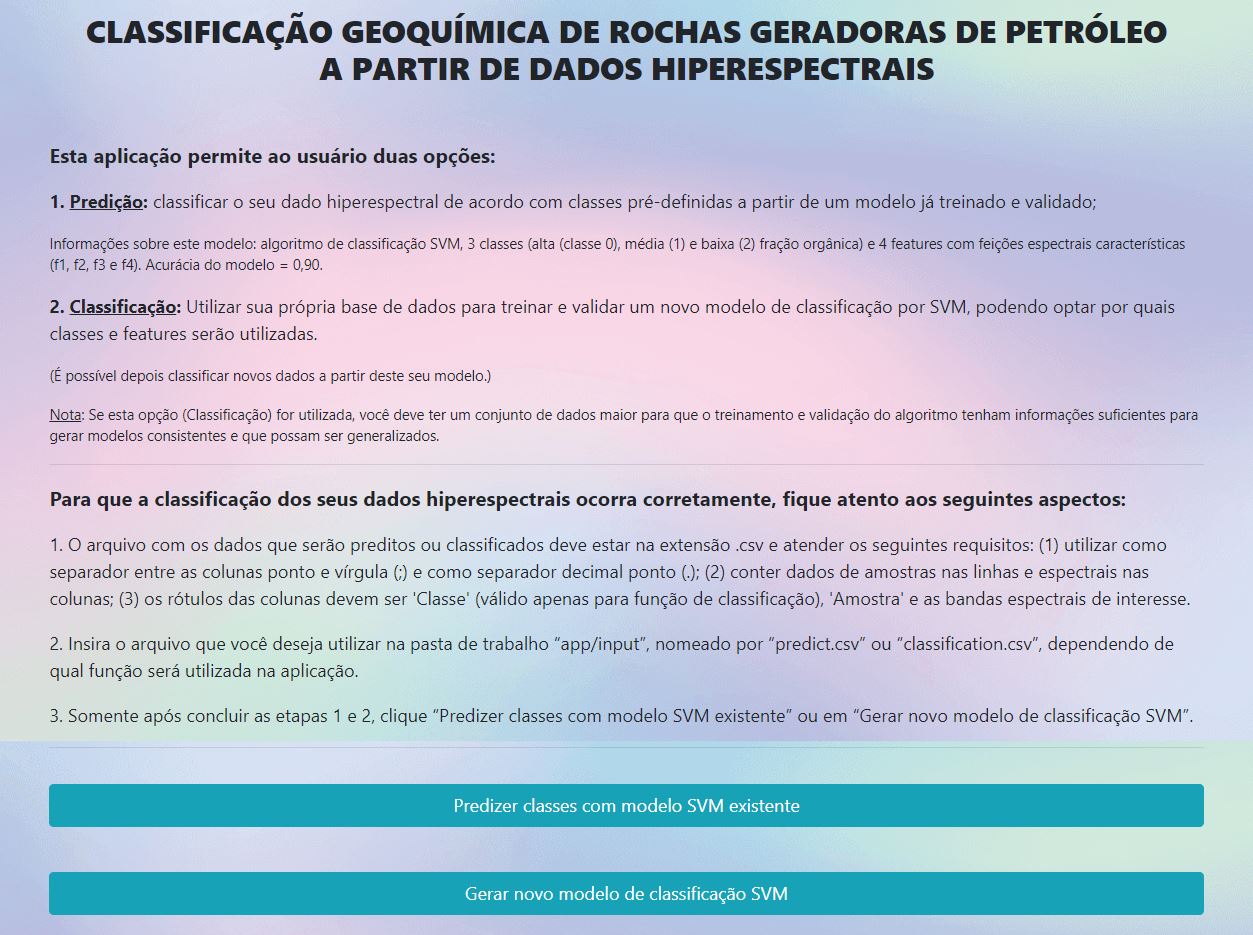 CLASSIFICAÇÃO GEOQUÍMICA DE ROCHAS GERADORAS DE PETRÓLEO
A PARTIR DE DADOS HIPERESPECTRAIS
Esta aplicação permite ao usuário duas opções:
1. Predição: classificar o seu dado hiperespectral de acordo com classes pré-definidas a partir de um modelo já treinado e validado;
Informações sobre este modelo: algoritmo de classificação SVM, 3 classes (alta (classe 0), média (1) e baixa (2) fração orgânica) e 4 features com feições espectrais características
(f1, f2, f3 e f4). Acurácia do modelo = 0,90.
2. Classificação: Utilizar sua própria base de dados para treinar e validar um novo modelo de classificação por SVM, podendo optar por quais
classes e features serão utilizadas.
(É possível depois classificar novos dados a partir deste seu modelo.)
Nota: Se esta opção (Classificação) for utilizada, você deve ter um conjunto de dados maior para que o treinamento e validação do algoritmo tenham informações suficientes para
gerar modelos consistentes e que possam ser generalizados.
Para que a classificação dos seus dados hiperespectrais ocorra corretamente, fique atento aos seguintes aspectos:
1. O arquivo com os dados que serão preditos ou classificados deve estar na extensão .csv e atender os seguintes requisitos: (1) utilizar como
separador entre as colunas ponto e vírgula (;) e como separador decimal ponto (.); (2) conter dados de amostras nas linhas e espectrais nas
colunas; (3) os rótulos das colunas devem ser 'Classe' (válido apenas para função de classificação), 'Amostra' e as bandas espectrais de interesse.
2. Insira o arquivo que você deseja utilizar na pasta de trabalho “app/input”, nomeado por “predict.csv” ou “classification.csv”, dependendo de
qual função será utilizada na aplicação.
3. Somente após concluir as etapas 1 e 2, clique “Predizer classes com modelo SVM existente” ou em “Gerar novo modelo de classificação SVM”.
Predizer classes com modelo SVM existente
Gerar novo modelo de classificação SVM